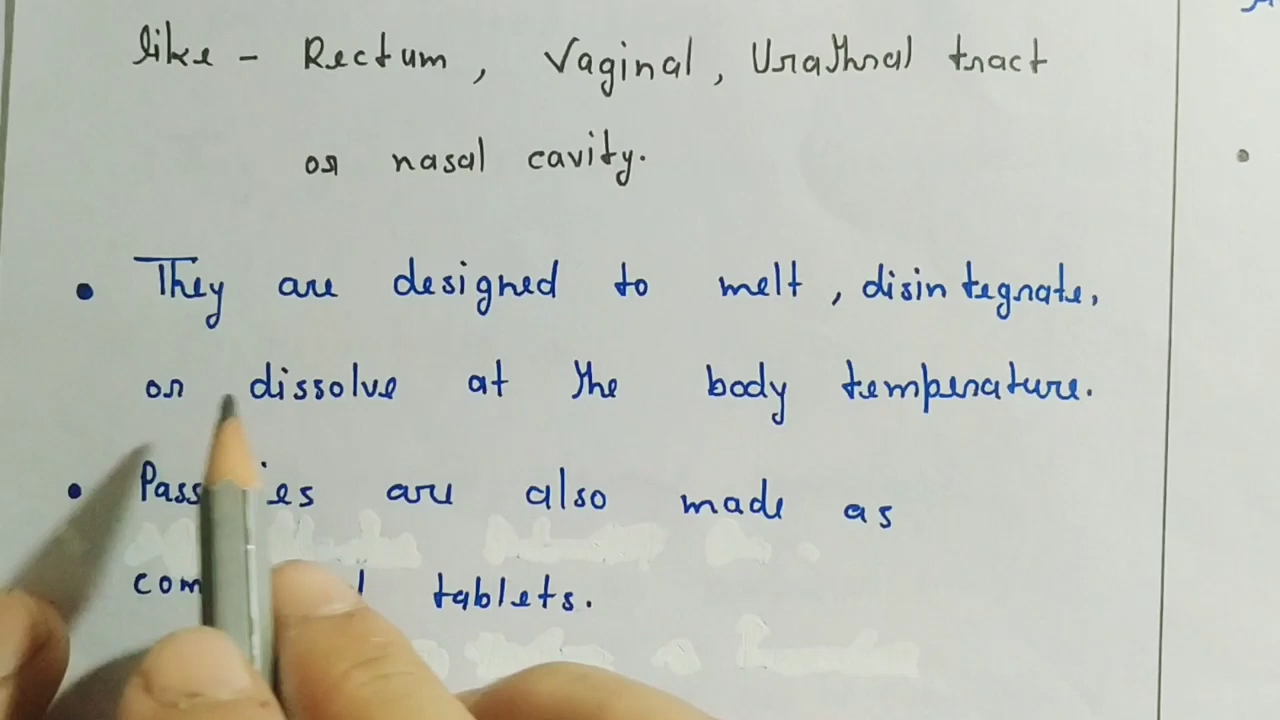 like - Rectum, Vaginal, Urathral tract
or nasal cavity.
• They are designed to melt, disintegrate,
or dissolve at the body temperature.
• are also made as
tablets.